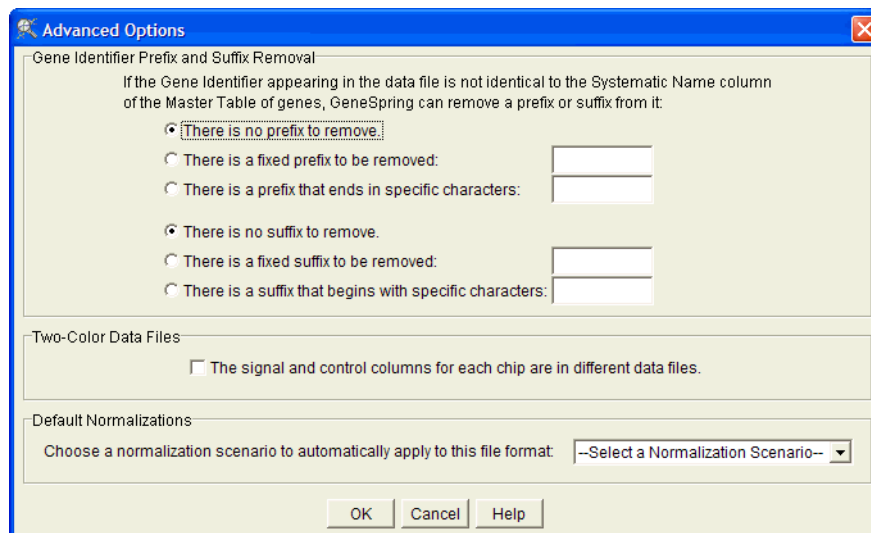 Advanced Options
Gene Identifier Prefix and Suffix Removal
If the Gene Identifier appearing in the data file is not identical to the Systematic Name column
of the Master Table of genes, GeneSpring can remove a prefix or suffix from it:
There is no prefix to remove.
There is a fixed prefix to be removed:
There is a prefix that ends in specific characters:
There is no suffix to remove.
There is a fixed suffix to be removed:
There is a suffix that begins with specific characters:
Two-Color Data Files
The signal and control columns for each chip are in different data files.
Default Normalizations
Choose a normalization scenario to automatically apply to this file format: --Select a Normalization Scenario--
OK Cancel Help